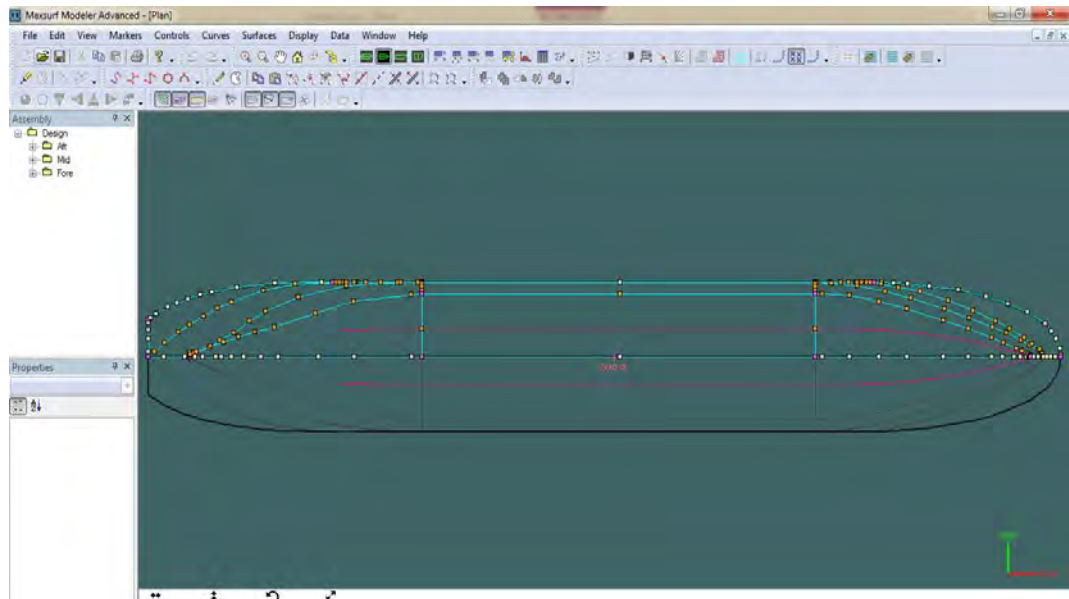 Maxsurf Modeler Advanced - [Plan]
File Edit View Markers Controls Curves Surfaces Display Data Window Help
Assembly
Design
Aft
Mid
Fore
Properties